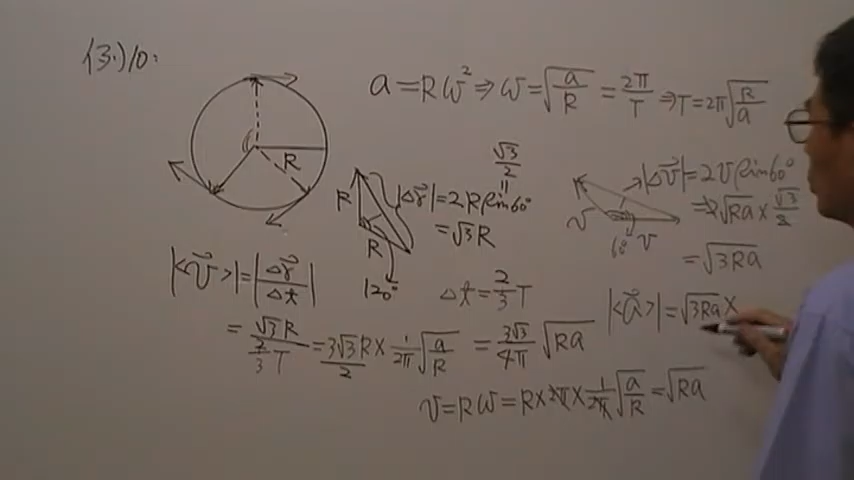 (3.)10.
a = Rω² ⇒ ω = √(a/R) = 2π/T ⇒ T = 2π√(R/a)
R
R
R
120°
√3/2
=
|Δr⃗| = 2R sin60°
= √3R
Δt = 2/3 T
v
60° v
|Δv⃗| = 2v sin60°
= 2√(Ra) × √3/2
= √(3Ra)
|<v⃗>| = |Δr⃗/Δt|
= √3R / (2/3 T) = 3√3R/2 × 1/2π √(a/R) = 3√3/4π √(Ra)
v = Rω = R × 2π × 1/2π √(a/R) = √(Ra)
|<a⃗>| = √(3Ra) ×